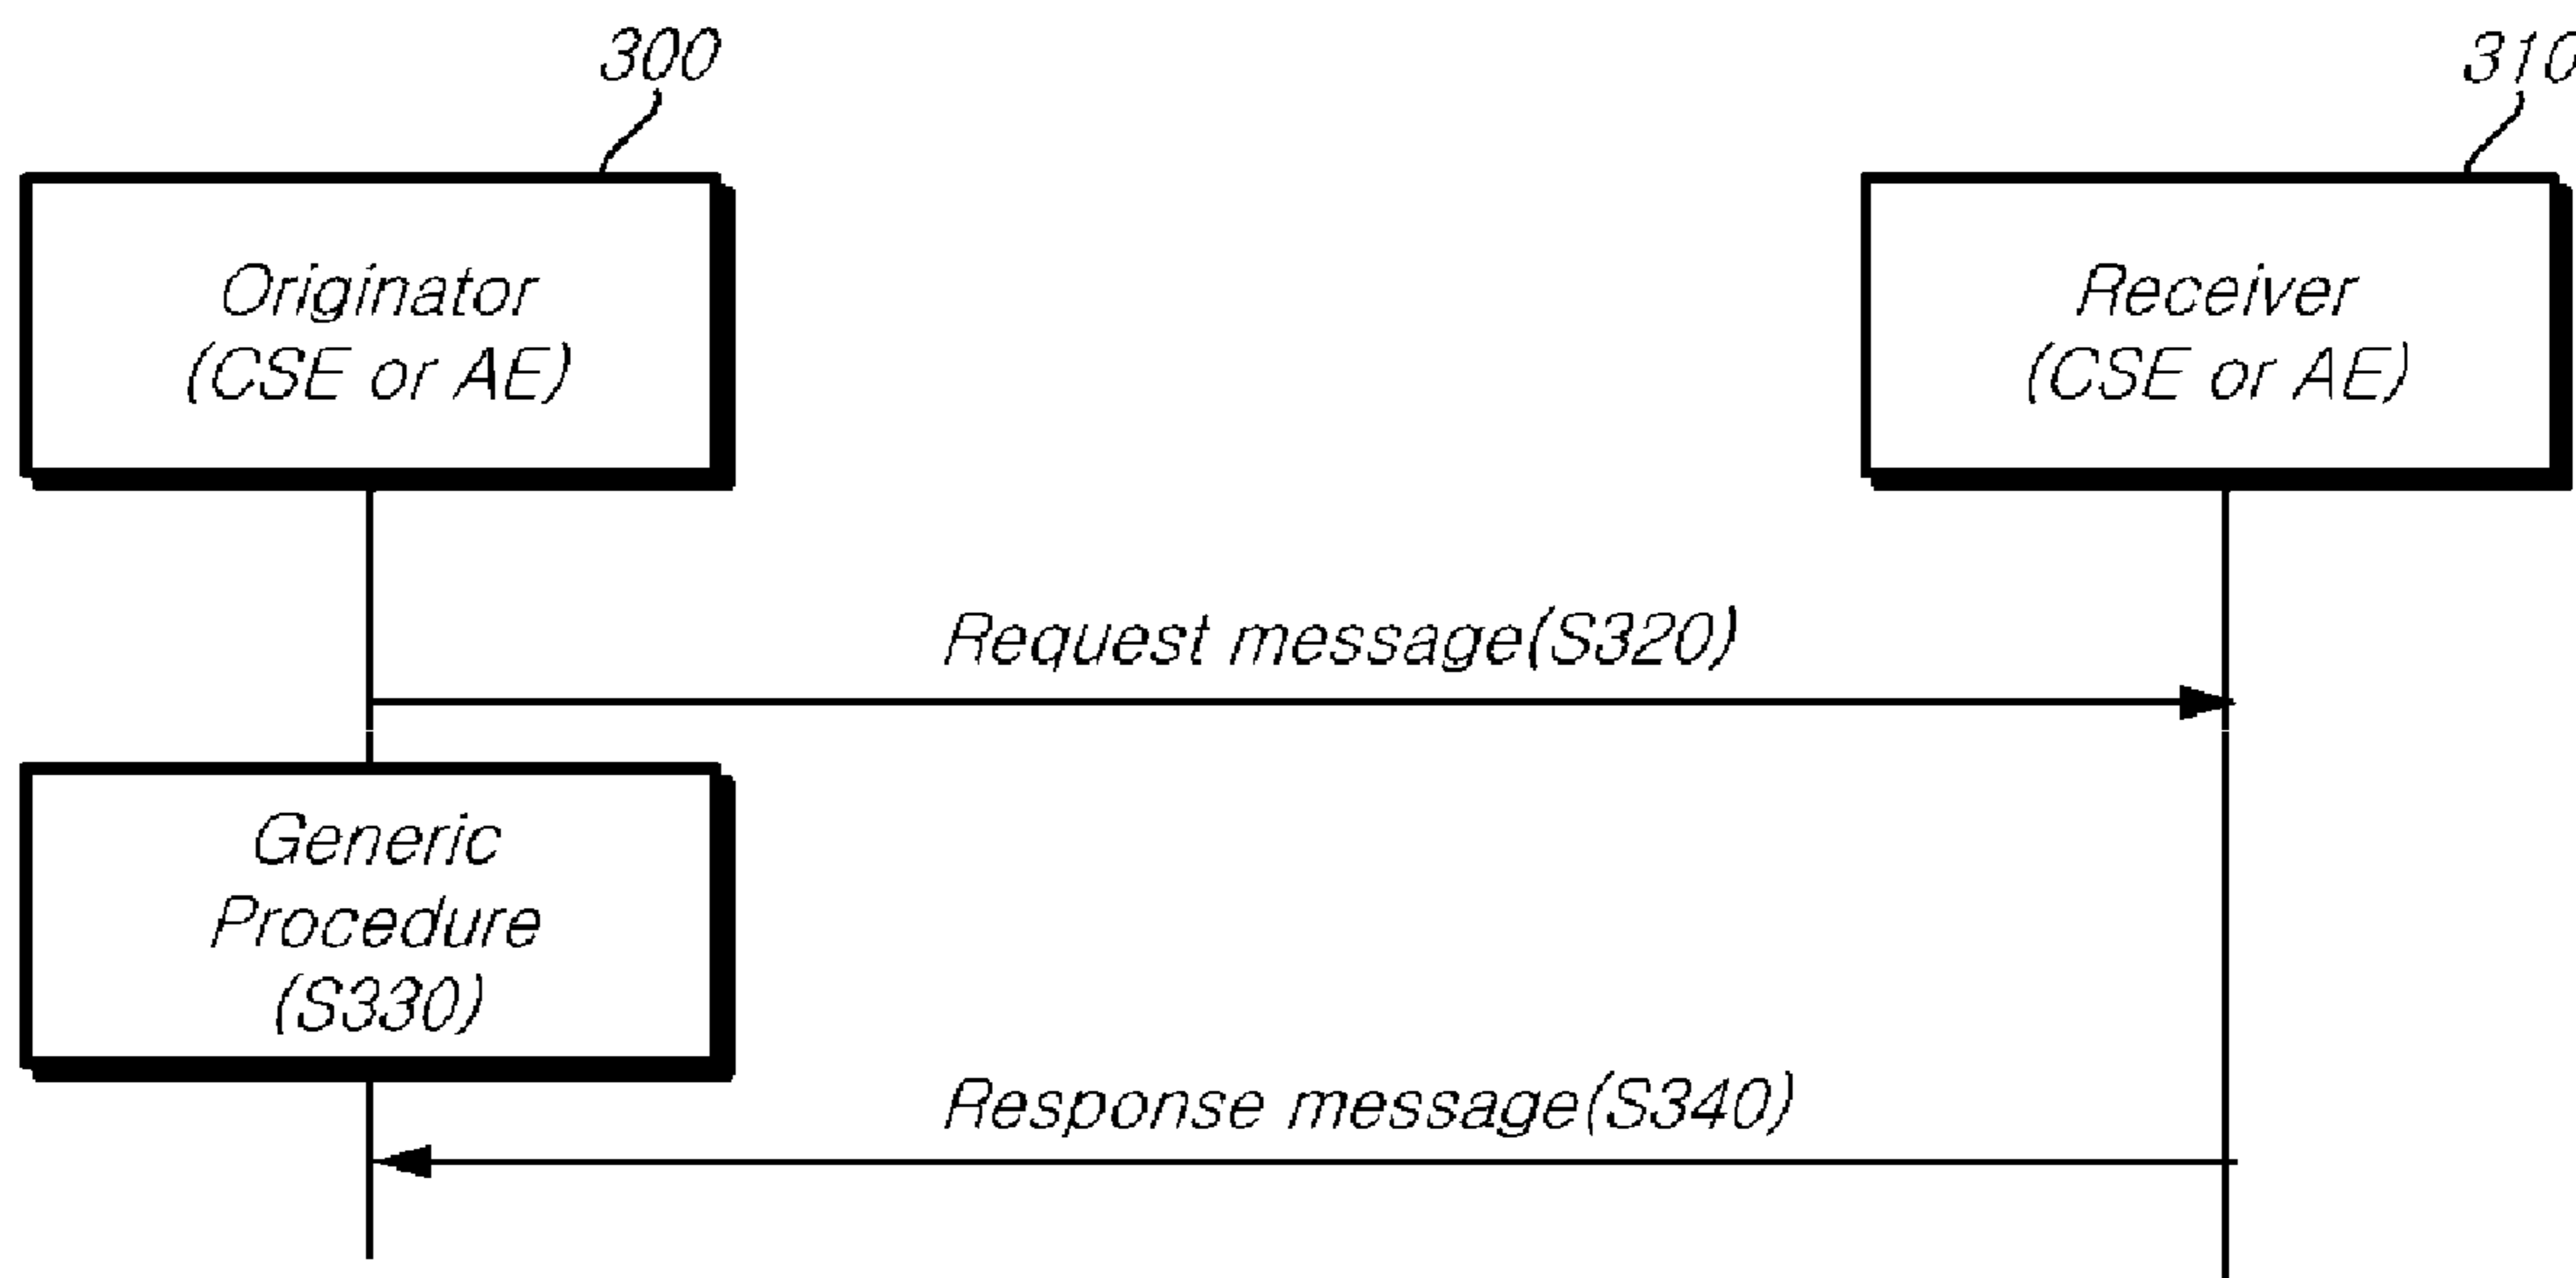 300
310
Originator
(CSE or AE)
Receiver
(CSE or AE)
Request message(S320)
Generic
Procedure
(S330)
Response message(S340)